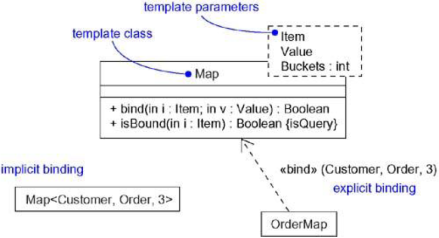 template parameters
template class
Item
Value
Buckets : int
Map
+ bind(in i : Item; in v : Value) : Boolean
+ isBound(in i : Item) : Boolean {isQuery}
implicit binding
«bind» (Customer, Order, 3)
explicit binding
Map<Customer, Order, 3>
OrderMap